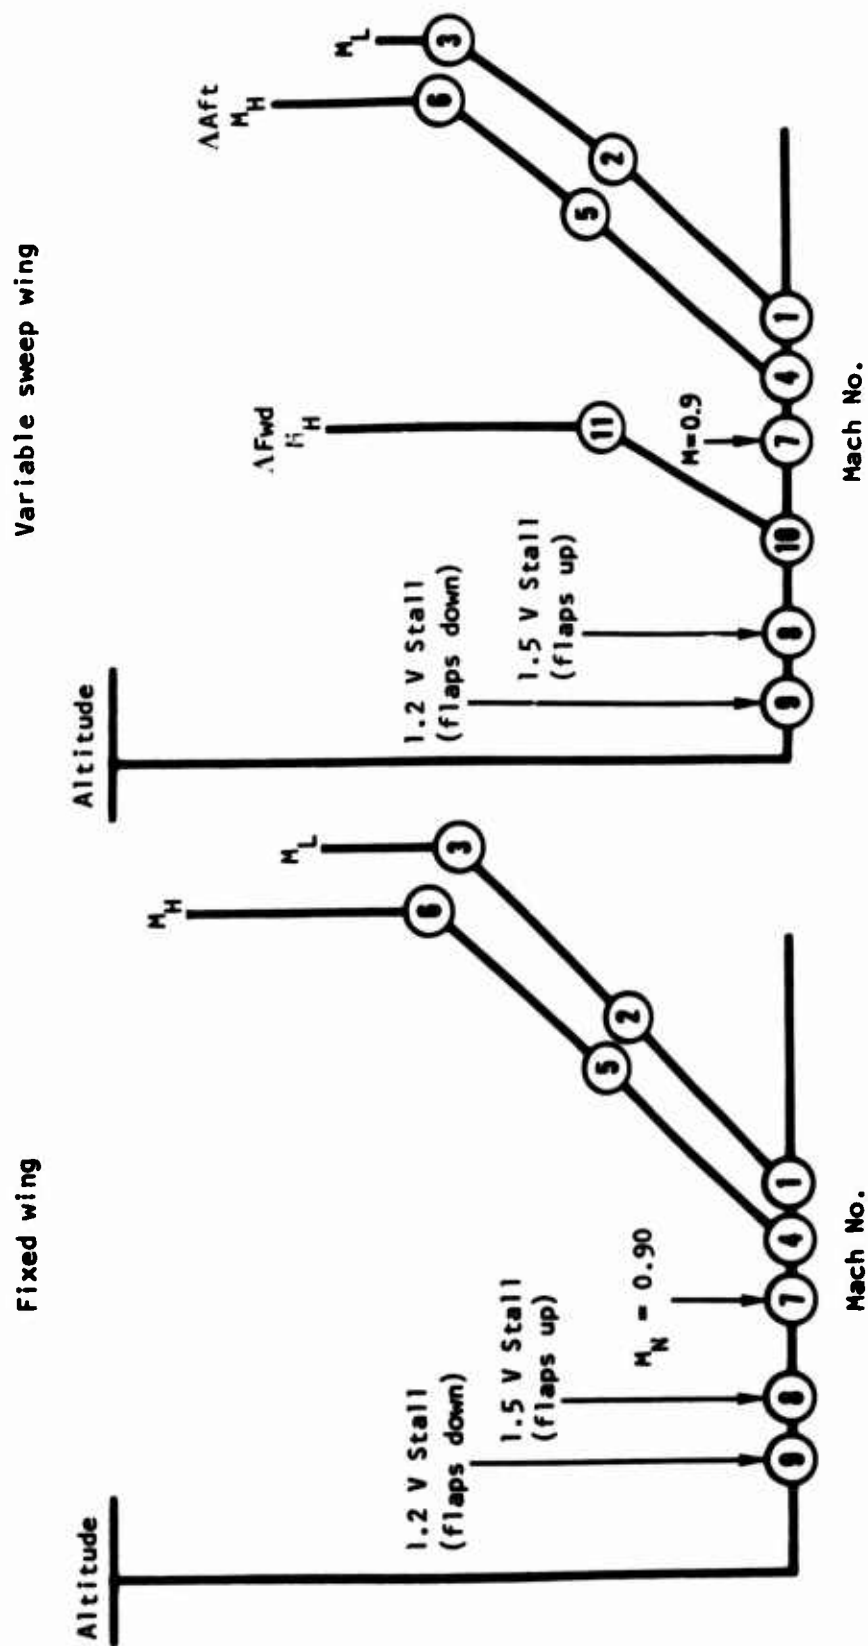 Fixed wing
Altitude
M_H
M_L
6
3
5
2
1.2 V Stall
(flaps down)
1.5 V Stall
(flaps up)
M_N = 0.90
9
8
7
4
1
Mach No.
Variable sweep wing
Altitude
ΛAft
M_H
M_L
ΛFwd
M_H
6
3
5
2
11
1.2 V Stall
(flaps down)
1.5 V Stall
(flaps up)
M=0.9
9
8
10
7
4
1
Mach No.